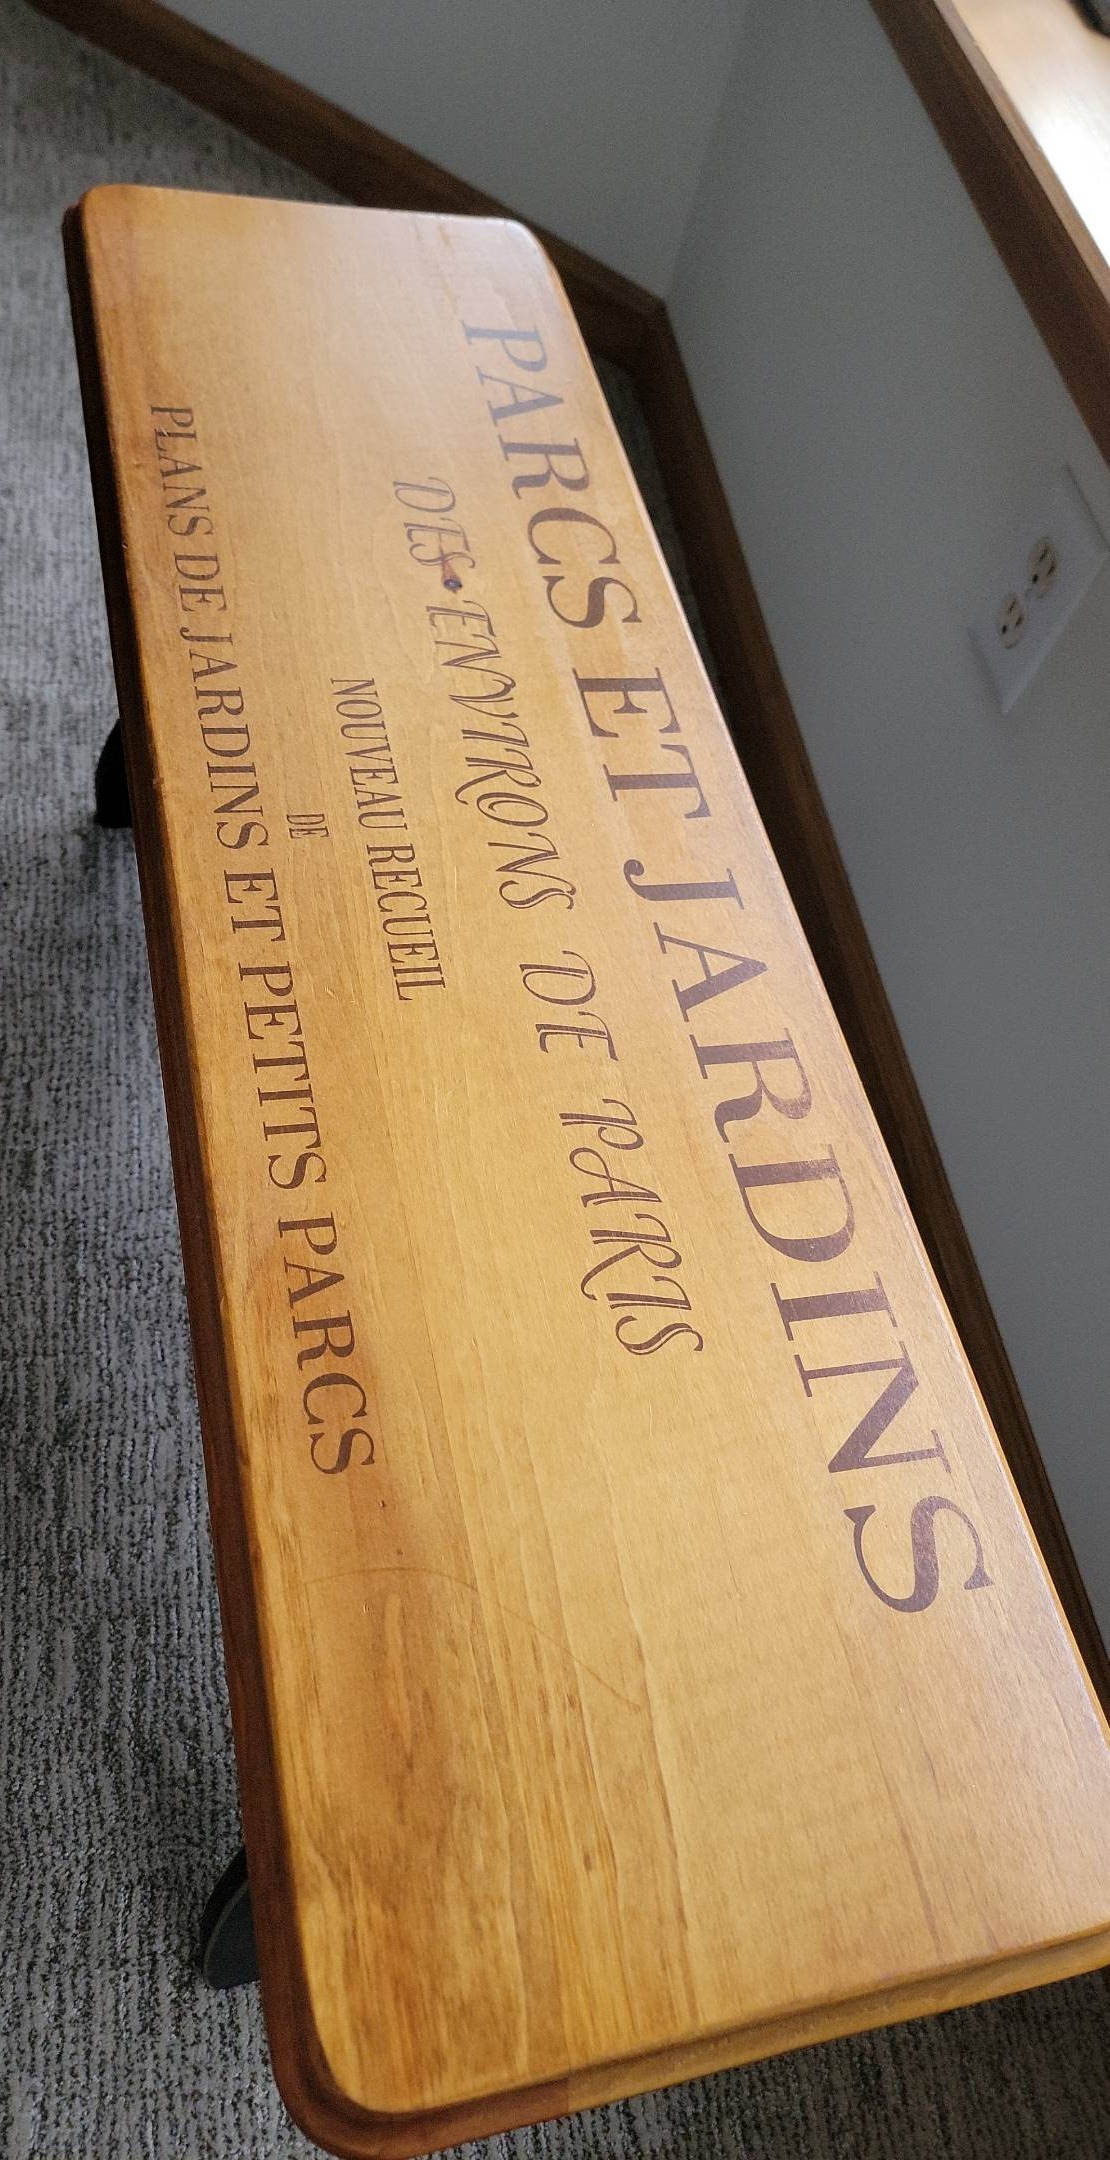 PARCS ET JARDINS
DES ENVIRONS DE PARIS
NOUVEAU RECUEIL
DE
PLANS DE JARDINS ET PETITS PARCS